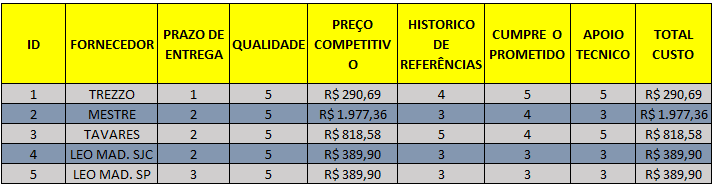 ID FORNECEDOR PRAZO DE ENTREGA QUALIDADE PREÇO COMPETITIVO HISTORICO DE REFERÊNCIAS CUMPRE O PROMETIDO APOIO TECNICO TOTAL CUSTO
1 TREZZO 1 5 R$ 290,69 4 5 5 R$ 290,69
2 MESTRE 2 5 R$ 1.977,36 3 4 3 R$ 1.977,36
3 TAVARES 2 5 R$ 818,58 5 4 5 R$ 818,58
4 LEO MAD. SJC 2 5 R$ 389,90 3 3 3 R$ 389,90
5 LEO MAD. SP 3 5 R$ 389,90 3 3 3 R$ 389,90